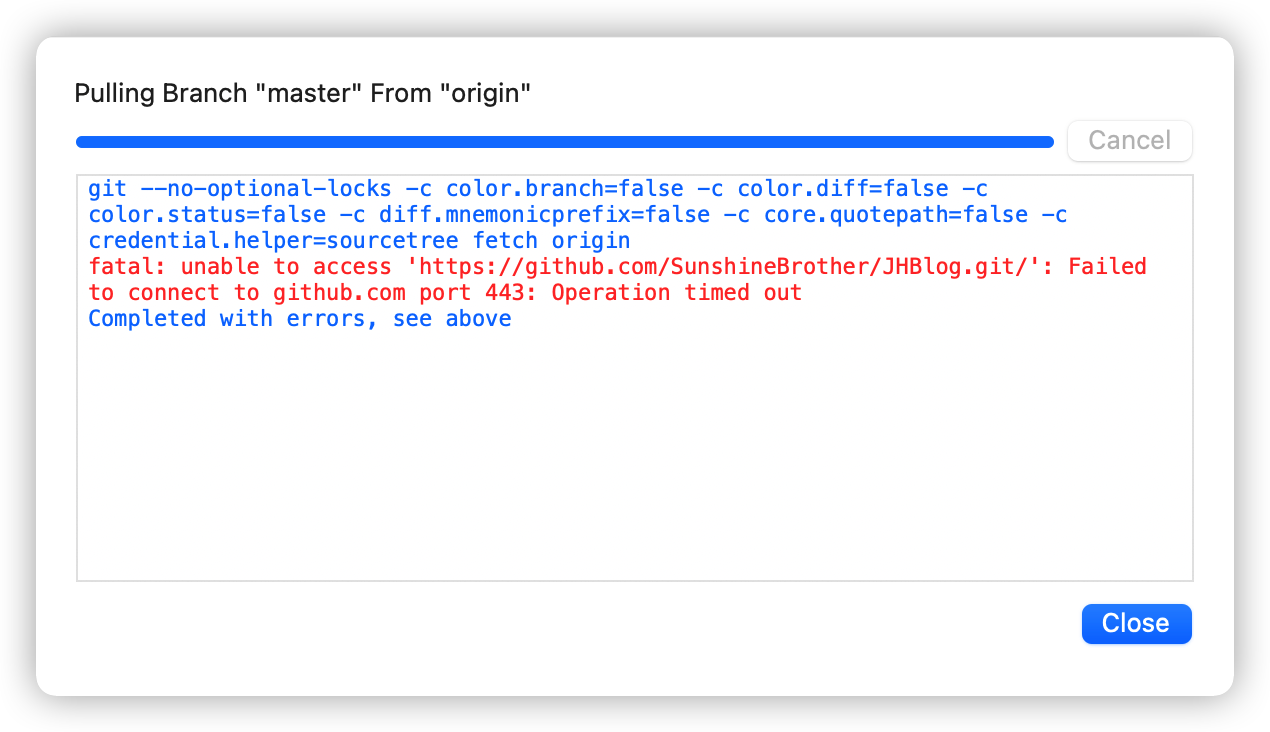 Pulling Branch "master" From "origin"
Cancel
git --no-optional-locks -c color.branch=false -c color.diff=false -c
color.status=false -c diff.mnemonicprefix=false -c core.quotepath=false -c
credential.helper=sourcetree fetch origin
fatal: unable to access 'https://github.com/SunshineBrother/JHBlog.git/': Failed
to connect to github.com port 443: Operation timed out
Completed with errors, see above
Close